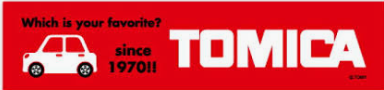 Which is your favorite?
since
1970!!
TOMICA